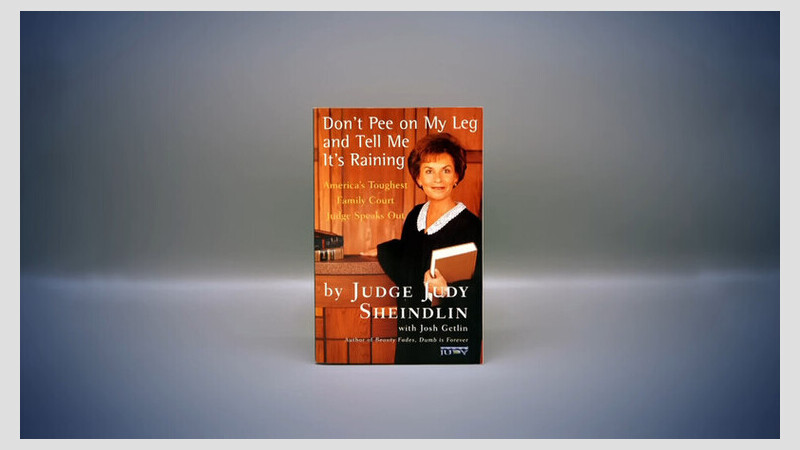 Don't Pee on My Leg
and Tell Me
It's Raining
America's Toughest
Family Court
Judge Speaks Out
by JUDGE JUDY
SHEINDLIN
with Josh Getlin
Author of Beauty Fades, Dumb is Forever
JUDY